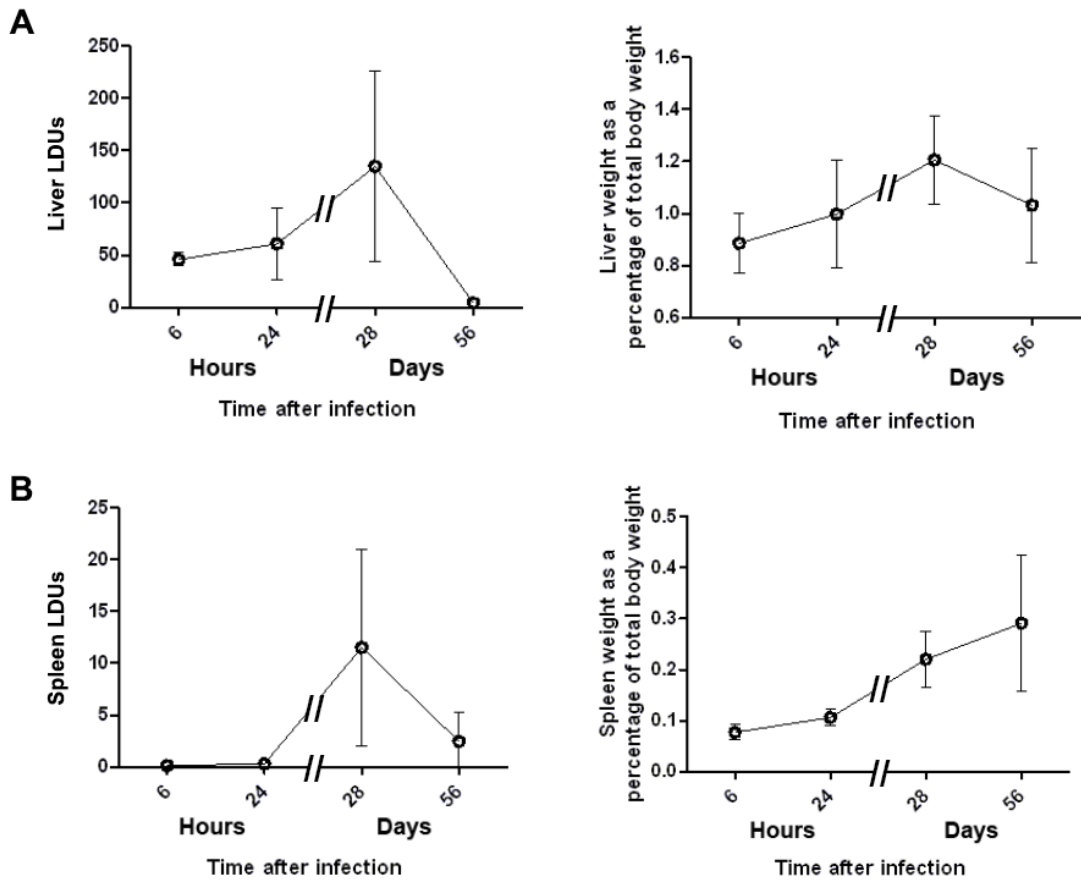 A
Liver LDUs
250
200
150
100
50
0
6
24
28
56
Hours
Days
Time after infection
Liver weight as a
percentage of total body weight
1.6
1.4
1.2
1.0
0.8
0.6
6
24
28
56
Hours
Days
Time after infection
B
Spleen LDUs
25
20
15
10
5
0
6
24
28
56
Hours
Days
Time after infection
Spleen weight as a
percentage of total body weight
0.5
0.4
0.3
0.2
0.1
0.0
6
24
28
56
Hours
Days
Time after infection